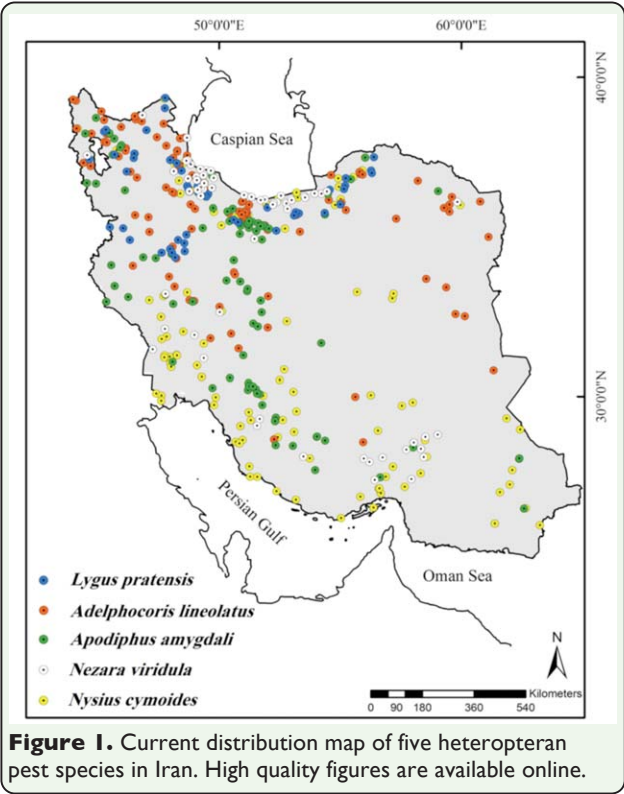 50°0'0"E 60°0'0"E
40°0'0"N
Caspian Sea
30°0'0"N
Persian Gulf
Oman Sea
Lygus pratensis
Adelphocoris lineolatus
Apodiphus amygdali
Nezara viridula
Nysius cymoides
N
Kilometers
0 90 180 360 540
Figure 1. Current distribution map of five heteropteran
pest species in Iran. High quality figures are available online.